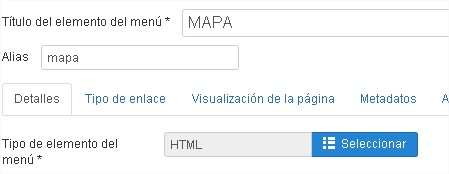 Título del elemento del menú * MAPA
Alias mapa
Detalles Tipo de enlace Visualización de la página Metadatos A
Tipo de elemento del
menú * HTML Seleccionar